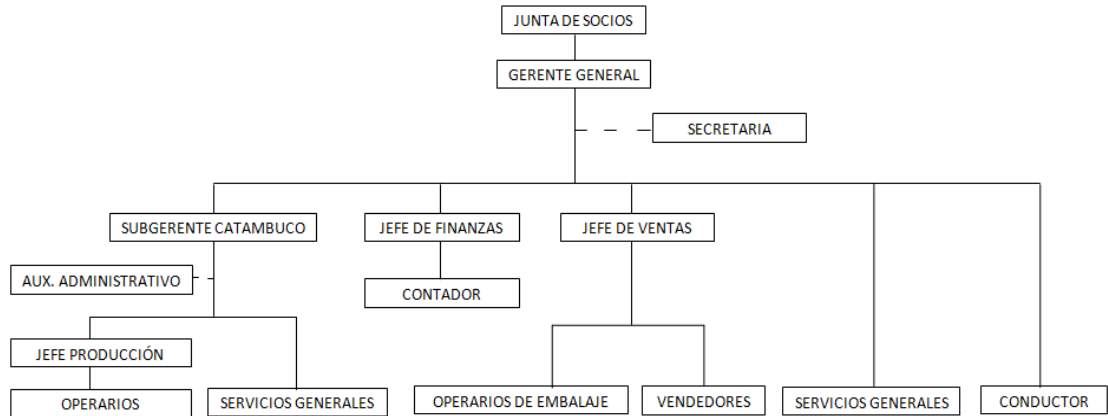 JUNTA DE SOCIOS
GERENTE GENERAL
SECRETARIA
SUBGERENTE CATAMBUCO
JEFE DE FINANZAS
JEFE DE VENTAS
AUX. ADMINISTRATIVO
CONTADOR
JEFE PRODUCCIÓN
OPERARIOS
SERVICIOS GENERALES
OPERARIOS DE EMBALAJE
VENDEDORES
SERVICIOS GENERALES
CONDUCTOR